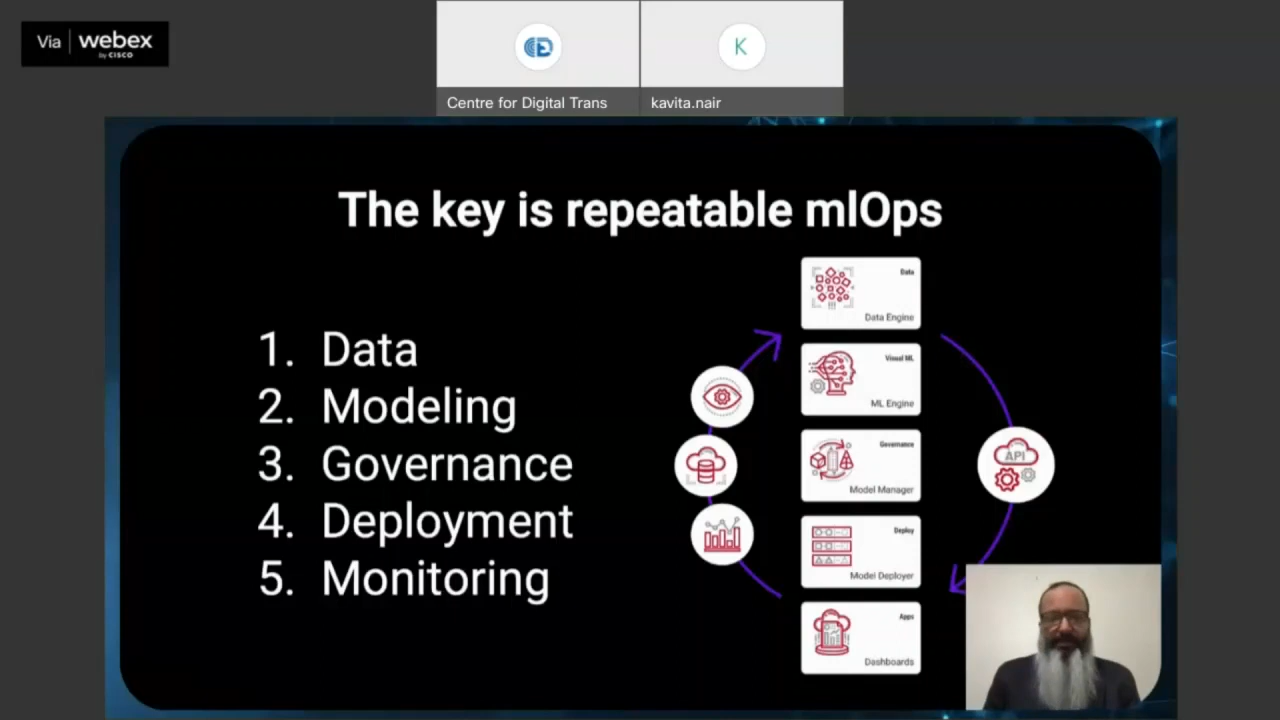 Via webex
by CISCO
Centre for Digital Trans
kavita.nair
K
The key is repeatable mlOps
1. Data
2. Modeling
3. Governance
4. Deployment
5. Monitoring
Data
Data Engine
Visual ML
ML Engine
Governance
Model Manager
Deploy
Model Deployer
Apps
Dashboards
API